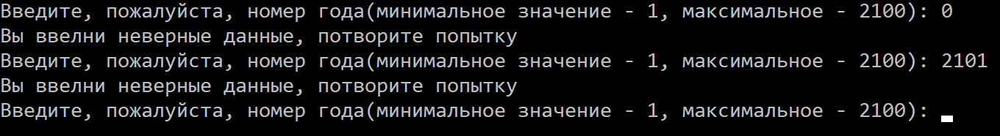 Введите, пожалуйста, номер года(минимальное значение - 1, максимальное - 2100): 0
Вы ввелни неверные данные, потворите попытку
Введите, пожалуйста, номер года(минимальное значение - 1, максимальное - 2100): 2101
Вы ввелни неверные данные, потворите попытку
Введите, пожалуйста, номер года(минимальное значение - 1, максимальное - 2100):